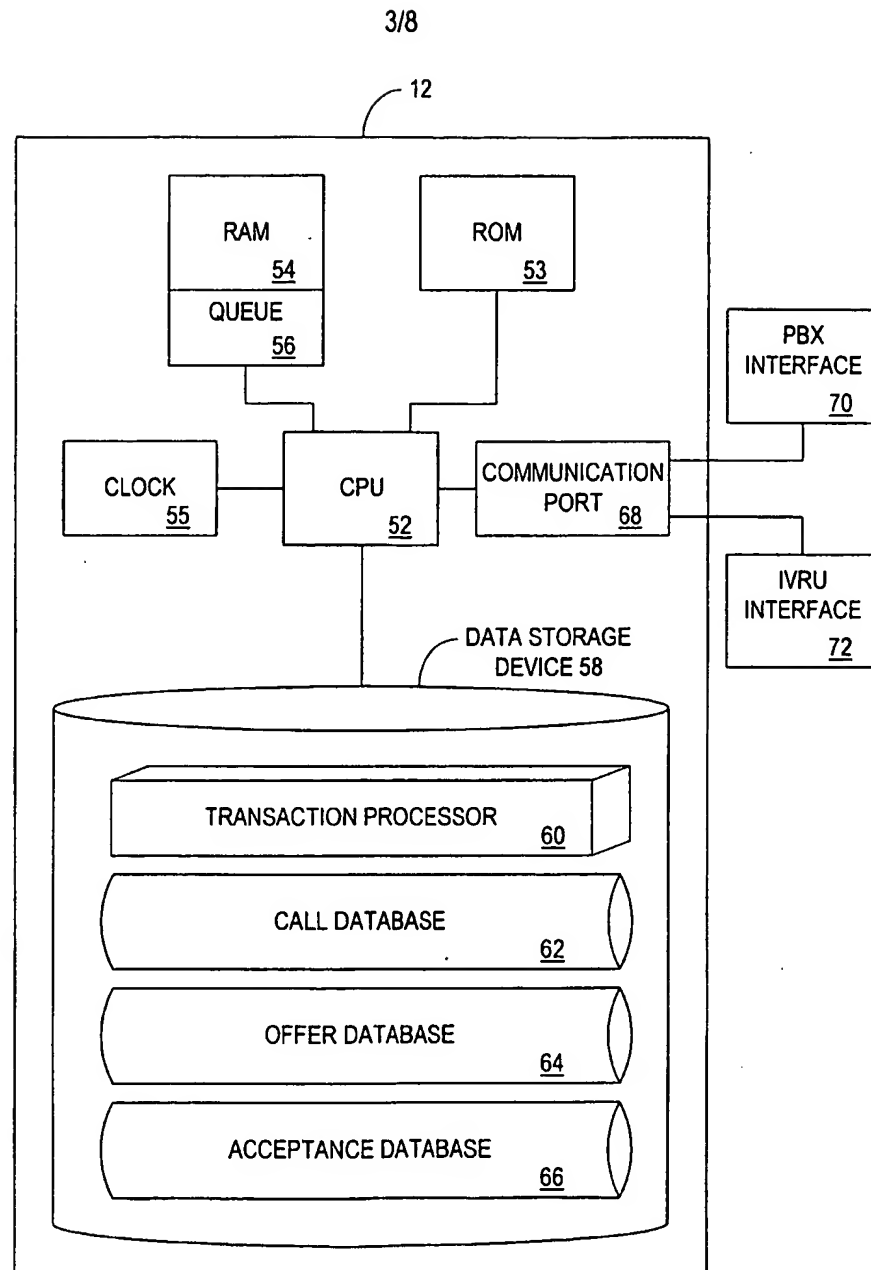 3/8
12
RAM
54
ROM
53
QUEUE
56
PBX
INTERFACE
70
CLOCK
55
CPU
52
COMMUNICATION
PORT
68
IVRU
INTERFACE
72
DATA STORAGE
DEVICE 58
TRANSACTION PROCESSOR
60
CALL DATABASE
62
OFFER DATABASE
64
ACCEPTANCE DATABASE
66